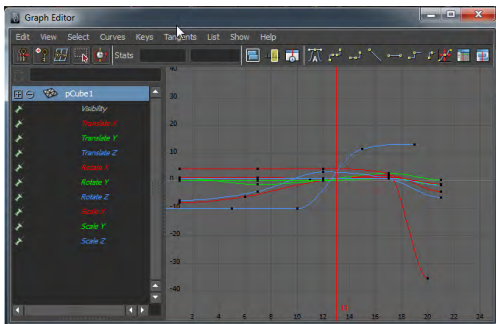 Graph Editor
Edit View Select Curves Keys Tangents List Show Help
Stats
pCube1
Visibility
Translate X
Translate Y
Translate Z
Rotate X
Rotate Y
Rotate Z
Scale X
Scale Y
Scale Z
40
30
20
10
0
-10
-20
-30
-40
2 4 6 8 10 12 14 16 18 20 22 24